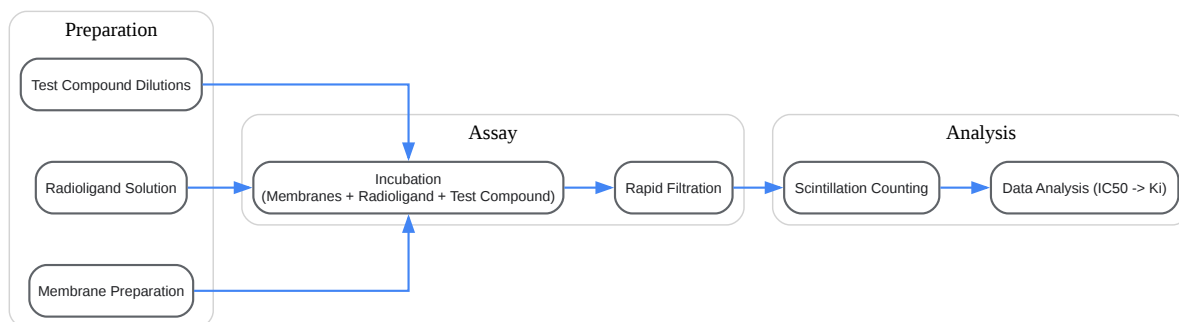 Preparation
Test Compound Dilutions
Radioligand Solution
Membrane Preparation
Assay
Incubation
(Membranes + Radioligand + Test Compound)
Rapid Filtration
Analysis
Scintillation Counting
Data Analysis (IC50 -> Ki)